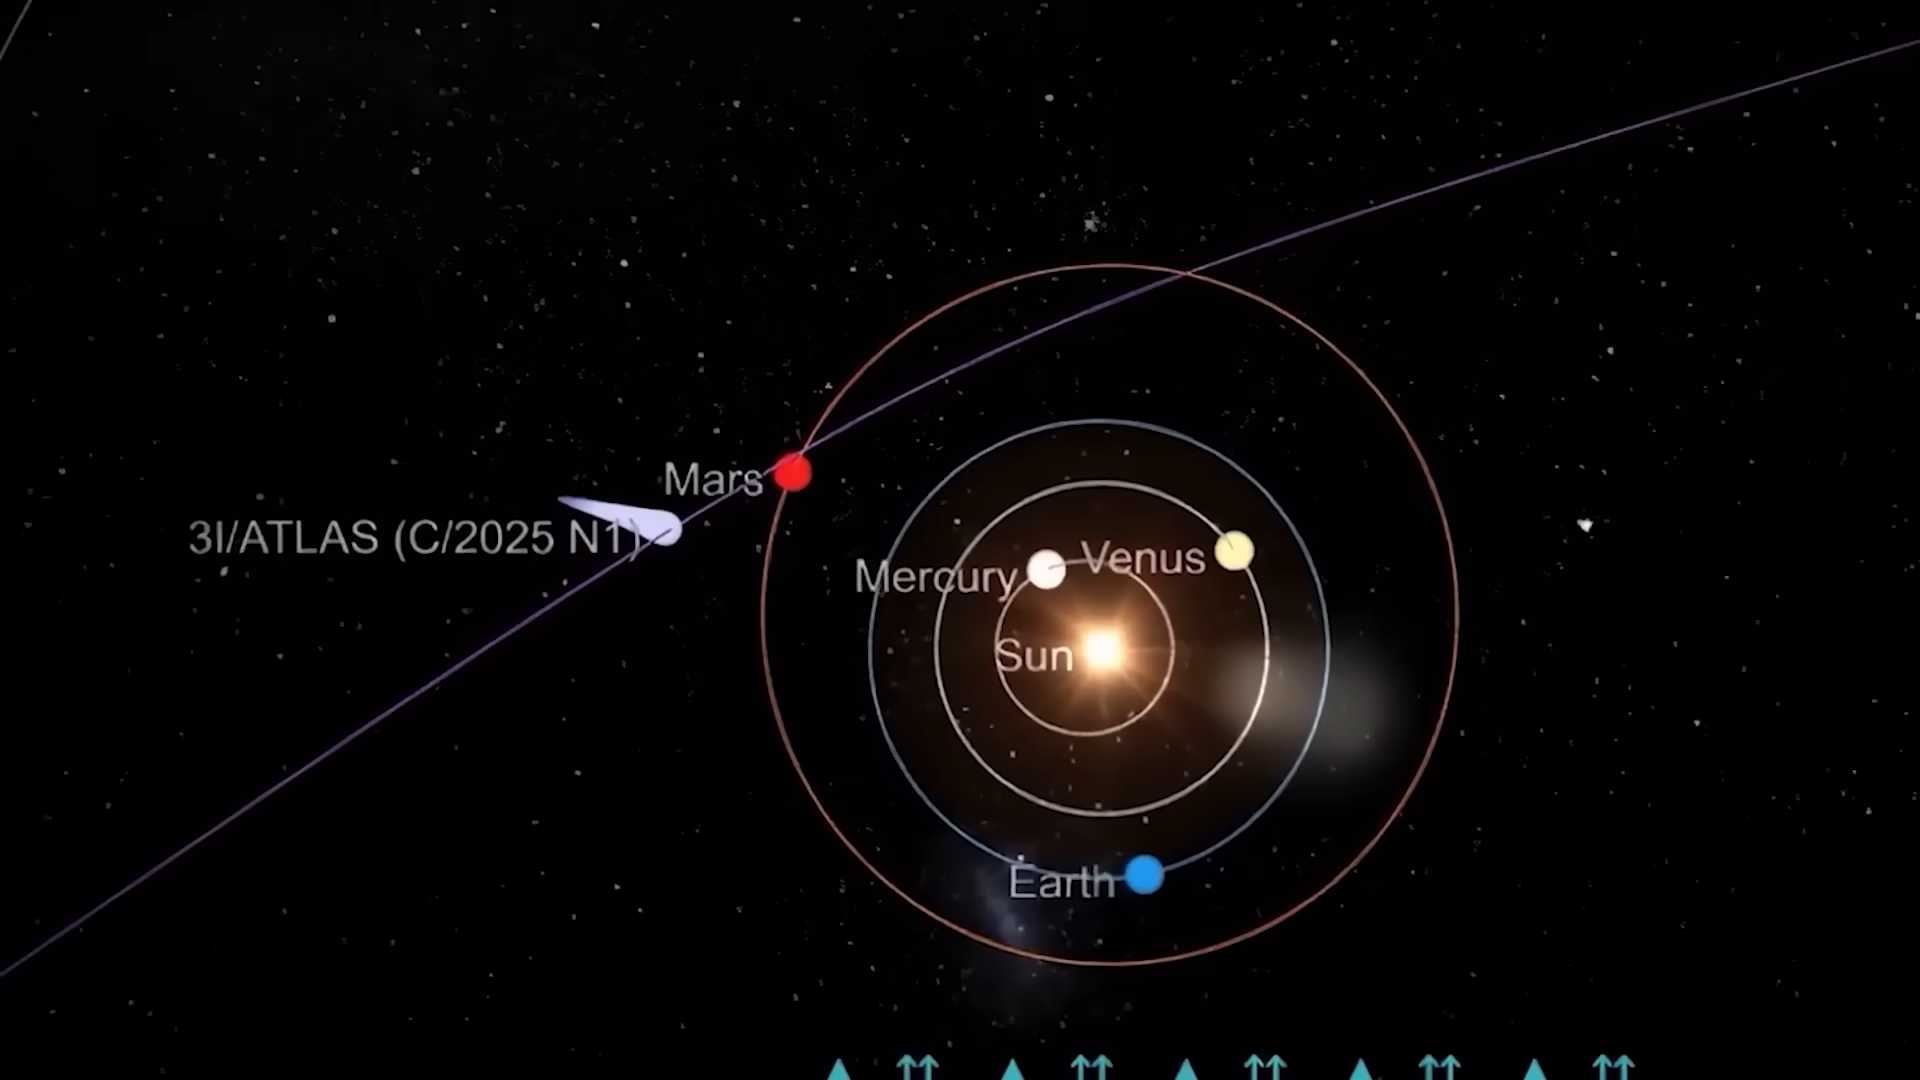 Mars
3I/ATLAS (C/2025 N1)
Venus
Mercury
Sun
Earth